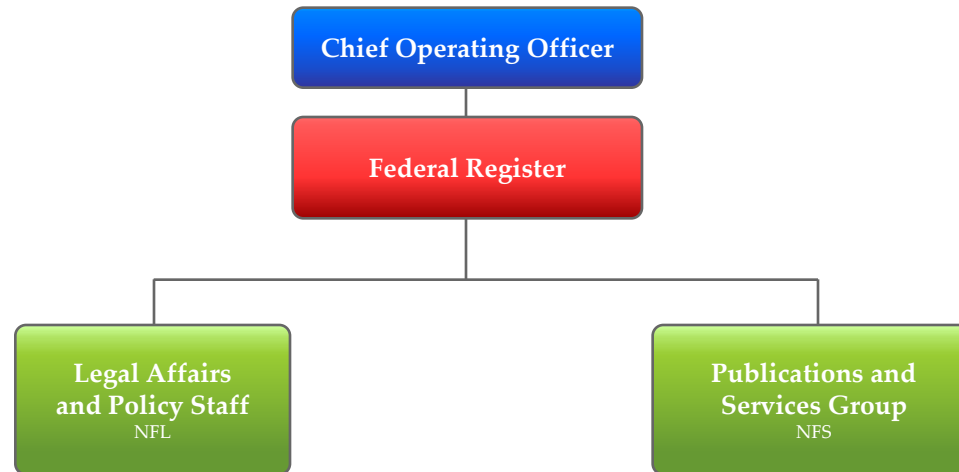 Chief Operating Officer
Federal Register
Legal Affairs
and Policy Staff
NFL
Publications and
Services Group
NFS